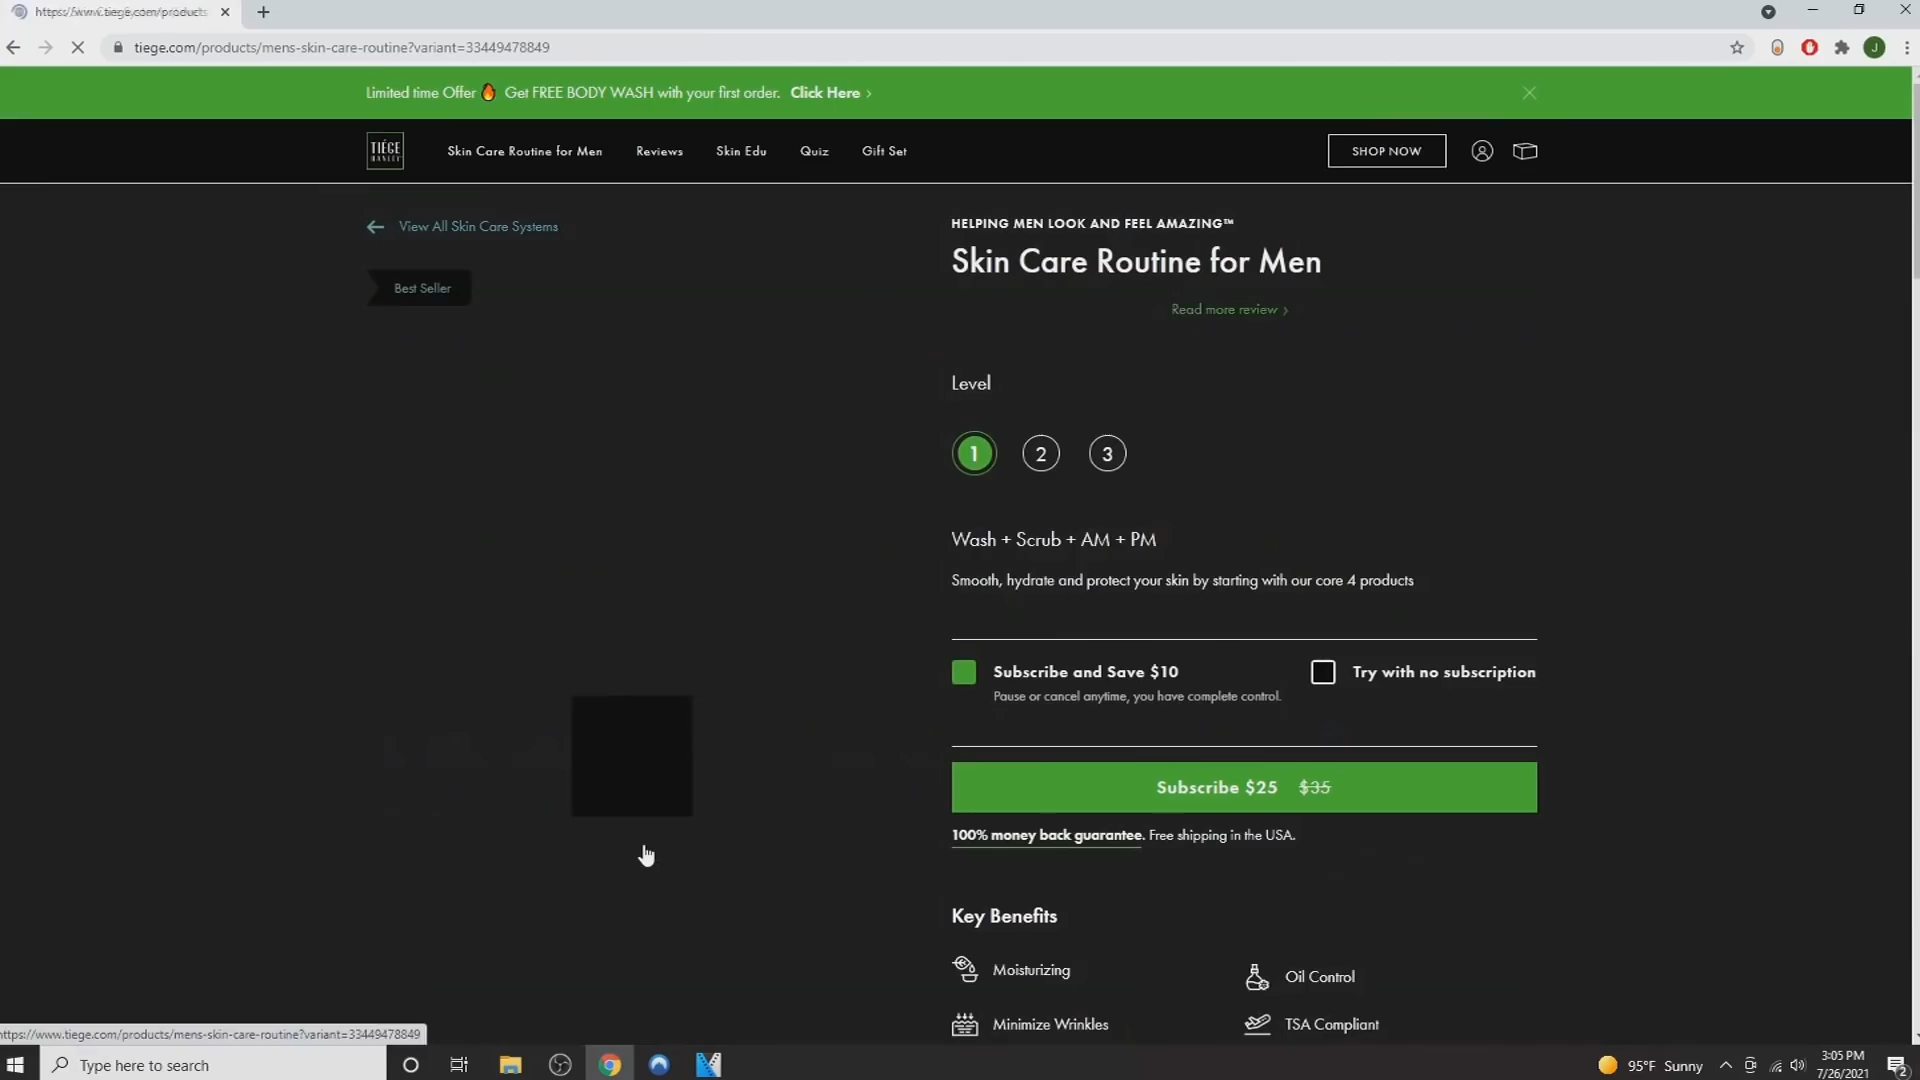 tiege.com/products/mens-skin-care-routine?variant=33449478849
J
Limited time Offer 🔥 Get FREE BODY WASH with your first order. Click Here ›
TIÉGE
HANLEY
Skin Care Routine for Men
Reviews
Skin Edu
Quiz
Gift Set
SHOP NOW
View All Skin Care Systems
Best Seller
HELPING MEN LOOK AND FEEL AMAZING™
Skin Care Routine for Men
Read more review ›
Level
1
2
3
Wash + Scrub + AM + PM
Smooth, hydrate and protect your skin by starting with our core 4 products
Subscribe and Save $10
Pause or cancel anytime, you have complete control.
Try with no subscription
Subscribe $25 $35
100% money back guarantee. Free shipping in the USA.
Key Benefits
Moisturizing
Oil Control
Minimize Wrinkles
TSA Compliant
https://www.tiege.com/products/mens-skin-care-routine?variant=33449478849
Type here to search
95°F Sunny
3:05 PM
7/26/2021
2